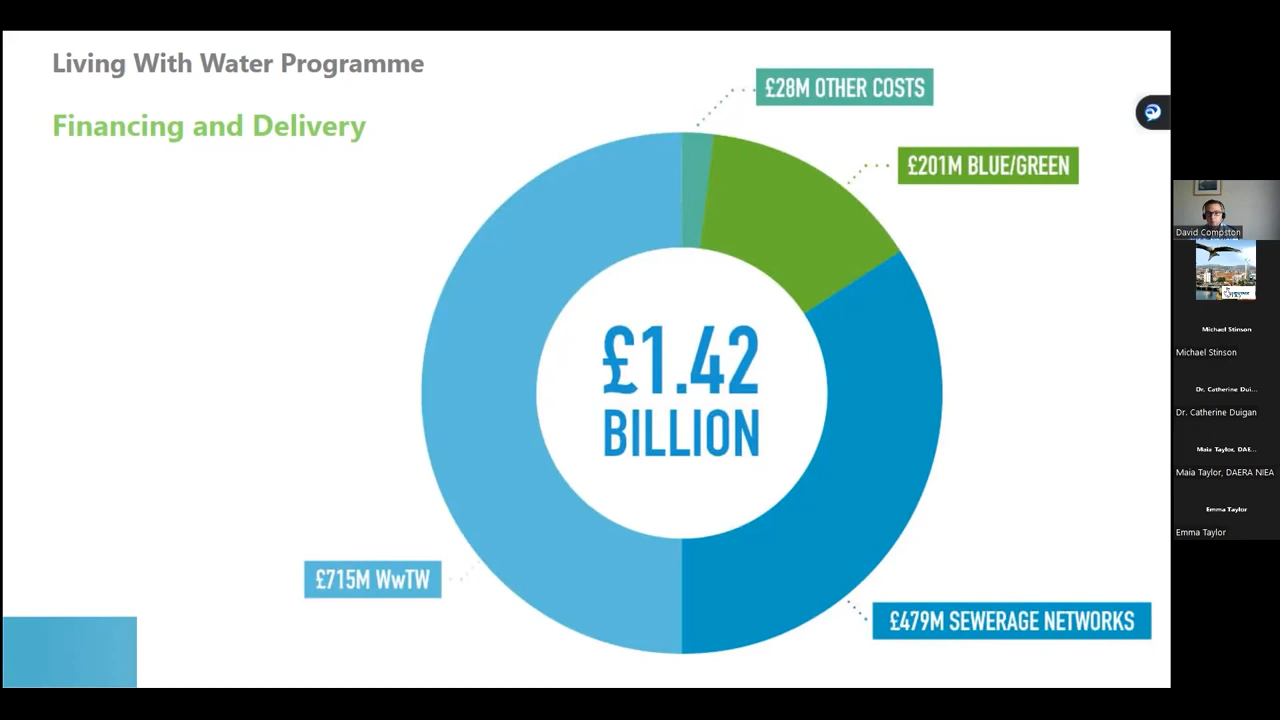 Living With Water Programme
Financing and Delivery
£28M OTHER COSTS
£201M BLUE/GREEN
£1.42
BILLION
£715M WwTW
£479M SEWERAGE NETWORKS
David Compston
Michael Stinson
Michael Stinson
Dr. Catherine Dui...
Dr. Catherine Duigan
Maia Taylor, DAE...
Maia Taylor, DAERA NIEA
Emma Taylor
Emma Taylor